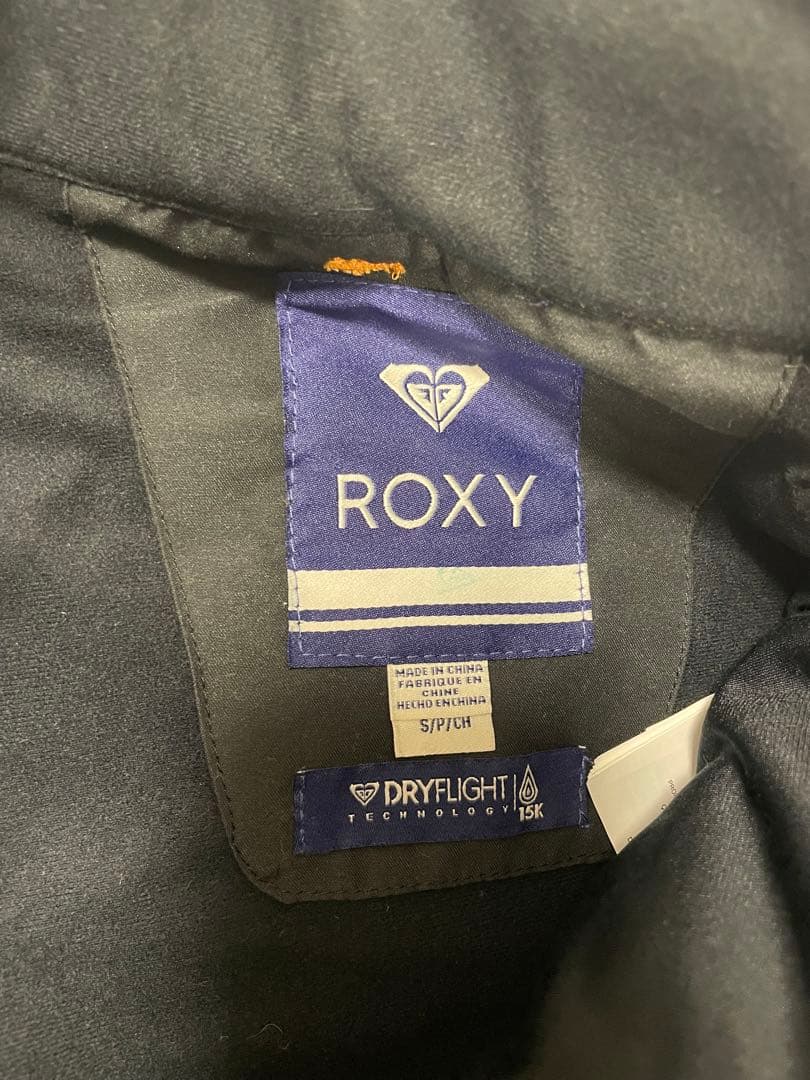 ROXY
MADE IN CHINA
FABRIQUE EN
CHINE
HECHO EN CHINA
S/P/CH
DRYFLIGHT
TECHNOLOGY
15K